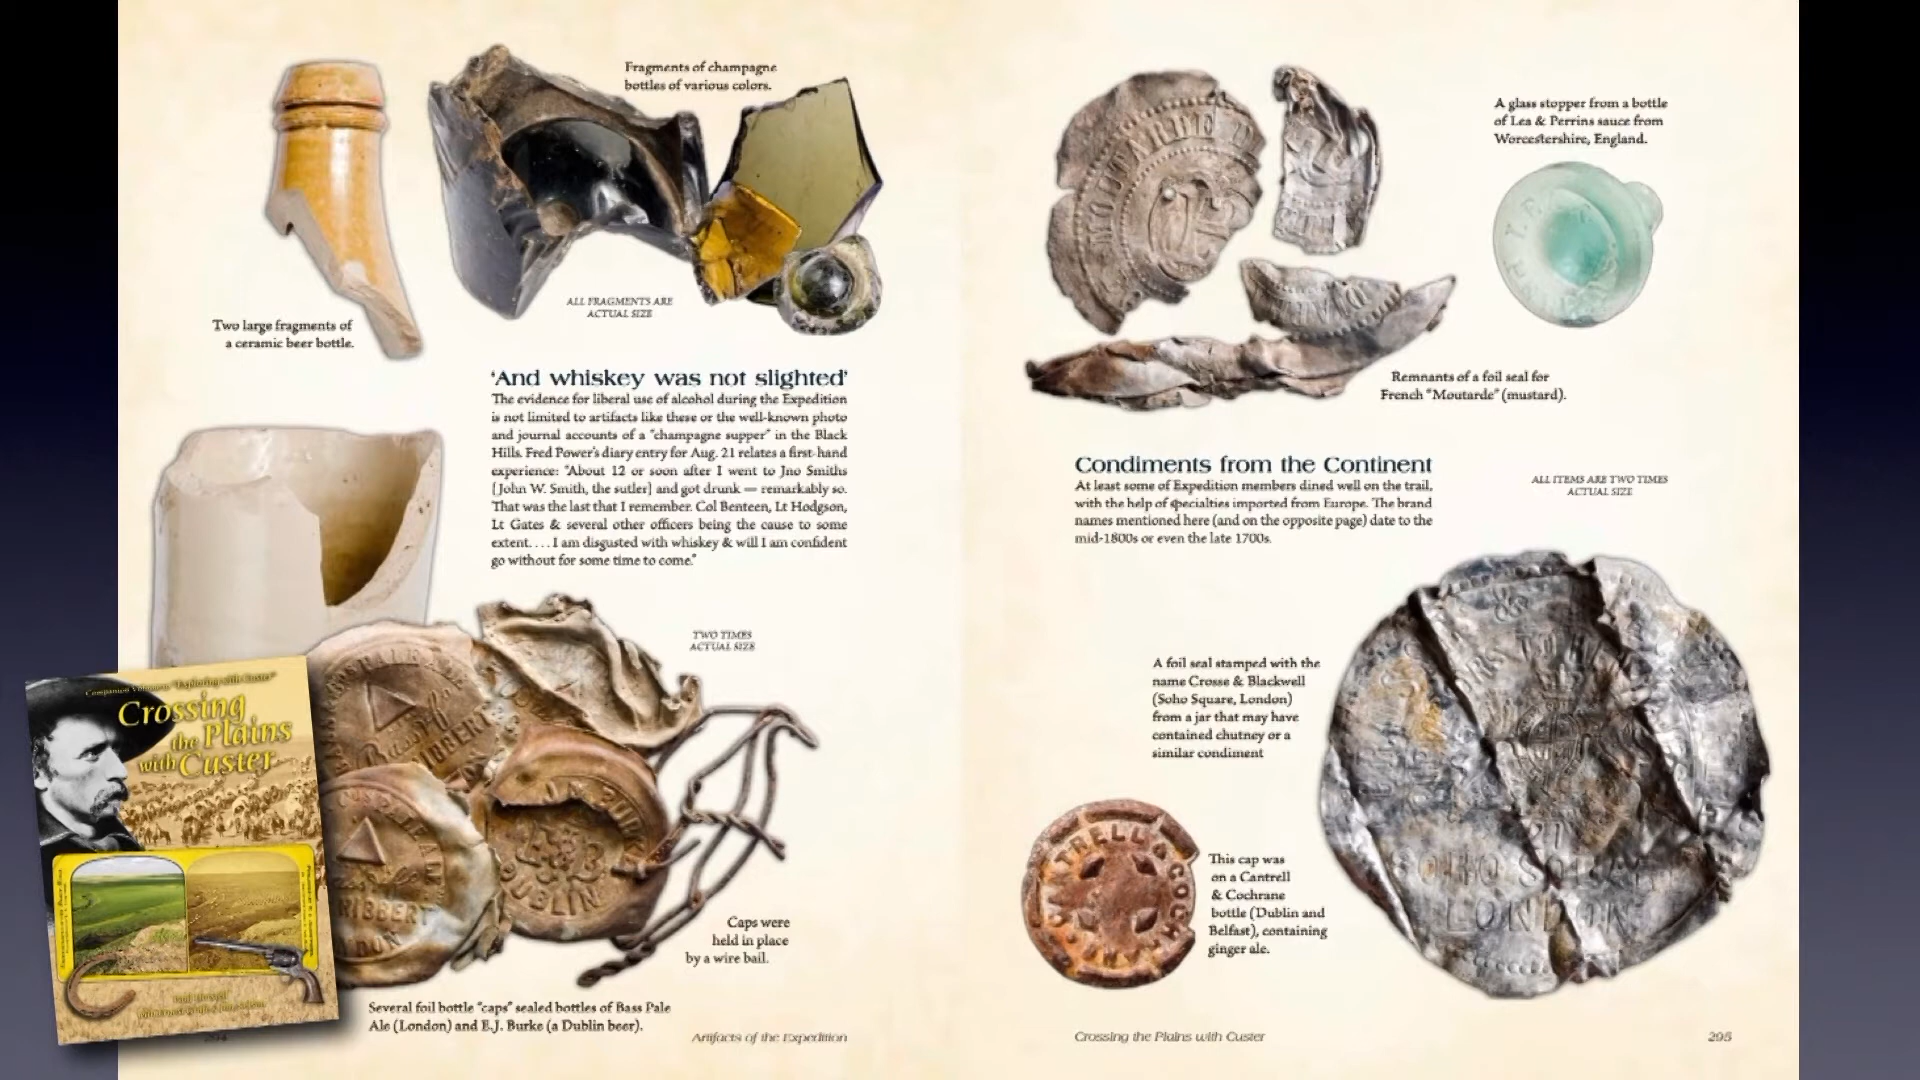 Fragments of champagne
bottles of various colors.
ALL FRAGMENTS ARE
ACTUAL SIZE
Two large fragments of
a ceramic beer bottle.
'And whiskey was not slighted'
The evidence for liberal use of alcohol during the Expedition
is not limited to artifacts like these or the well-known photo
and journal accounts of a "champagne supper" in the Black
Hills. Fred Power's diary entry for Aug. 21 relates a first-hand
experience: "About 12 or soon after I went to Jno Smiths
[John W. Smith, the sutler] and got drunk — remarkably so.
That was the last that I remember. Col Benteen, Lt Hodgson,
Lt Gates & several other officers being the cause to some
extent. . . . I am disgusted with whiskey & will I am confident
go without for some time to come."
TWO TIMES
ACTUAL SIZE
DUBLIN
Caps were
held in place
by a wire bail.
Several foil bottle "caps" sealed bottles of Bass Pale
Ale (London) and E.J. Burke (a Dublin beer).
Artifacts of the Expedition
Companion Volume to "Exploring with Custer"
Crossing
the Plains
with Custer
MOUTARDE
A glass stopper from a bottle
of Lea & Perrins sauce from
Worcestershire, England.
Remnants of a foil seal for
French "Moutarde" (mustard).
Condiments from the Continent
At least some of Expedition members dined well on the trail,
with the help of specialties imported from Europe. The brand
names mentioned here (and on the opposite page) date to the
mid-1800s or even the late 1700s.
ALL ITEMS ARE TWO TIMES
ACTUAL SIZE
A foil seal stamped with the
name Crosse & Blackwell
(Soho Square, London)
from a jar that may have
contained chutney or a
similar condiment
21
SOHO SQUARE
LONDON
CANTRELL & COCHRANE
This cap was
on a Cantrell
& Cochrane
bottle (Dublin and
Belfast), containing
ginger ale.
Crossing the Plains with Custer
295